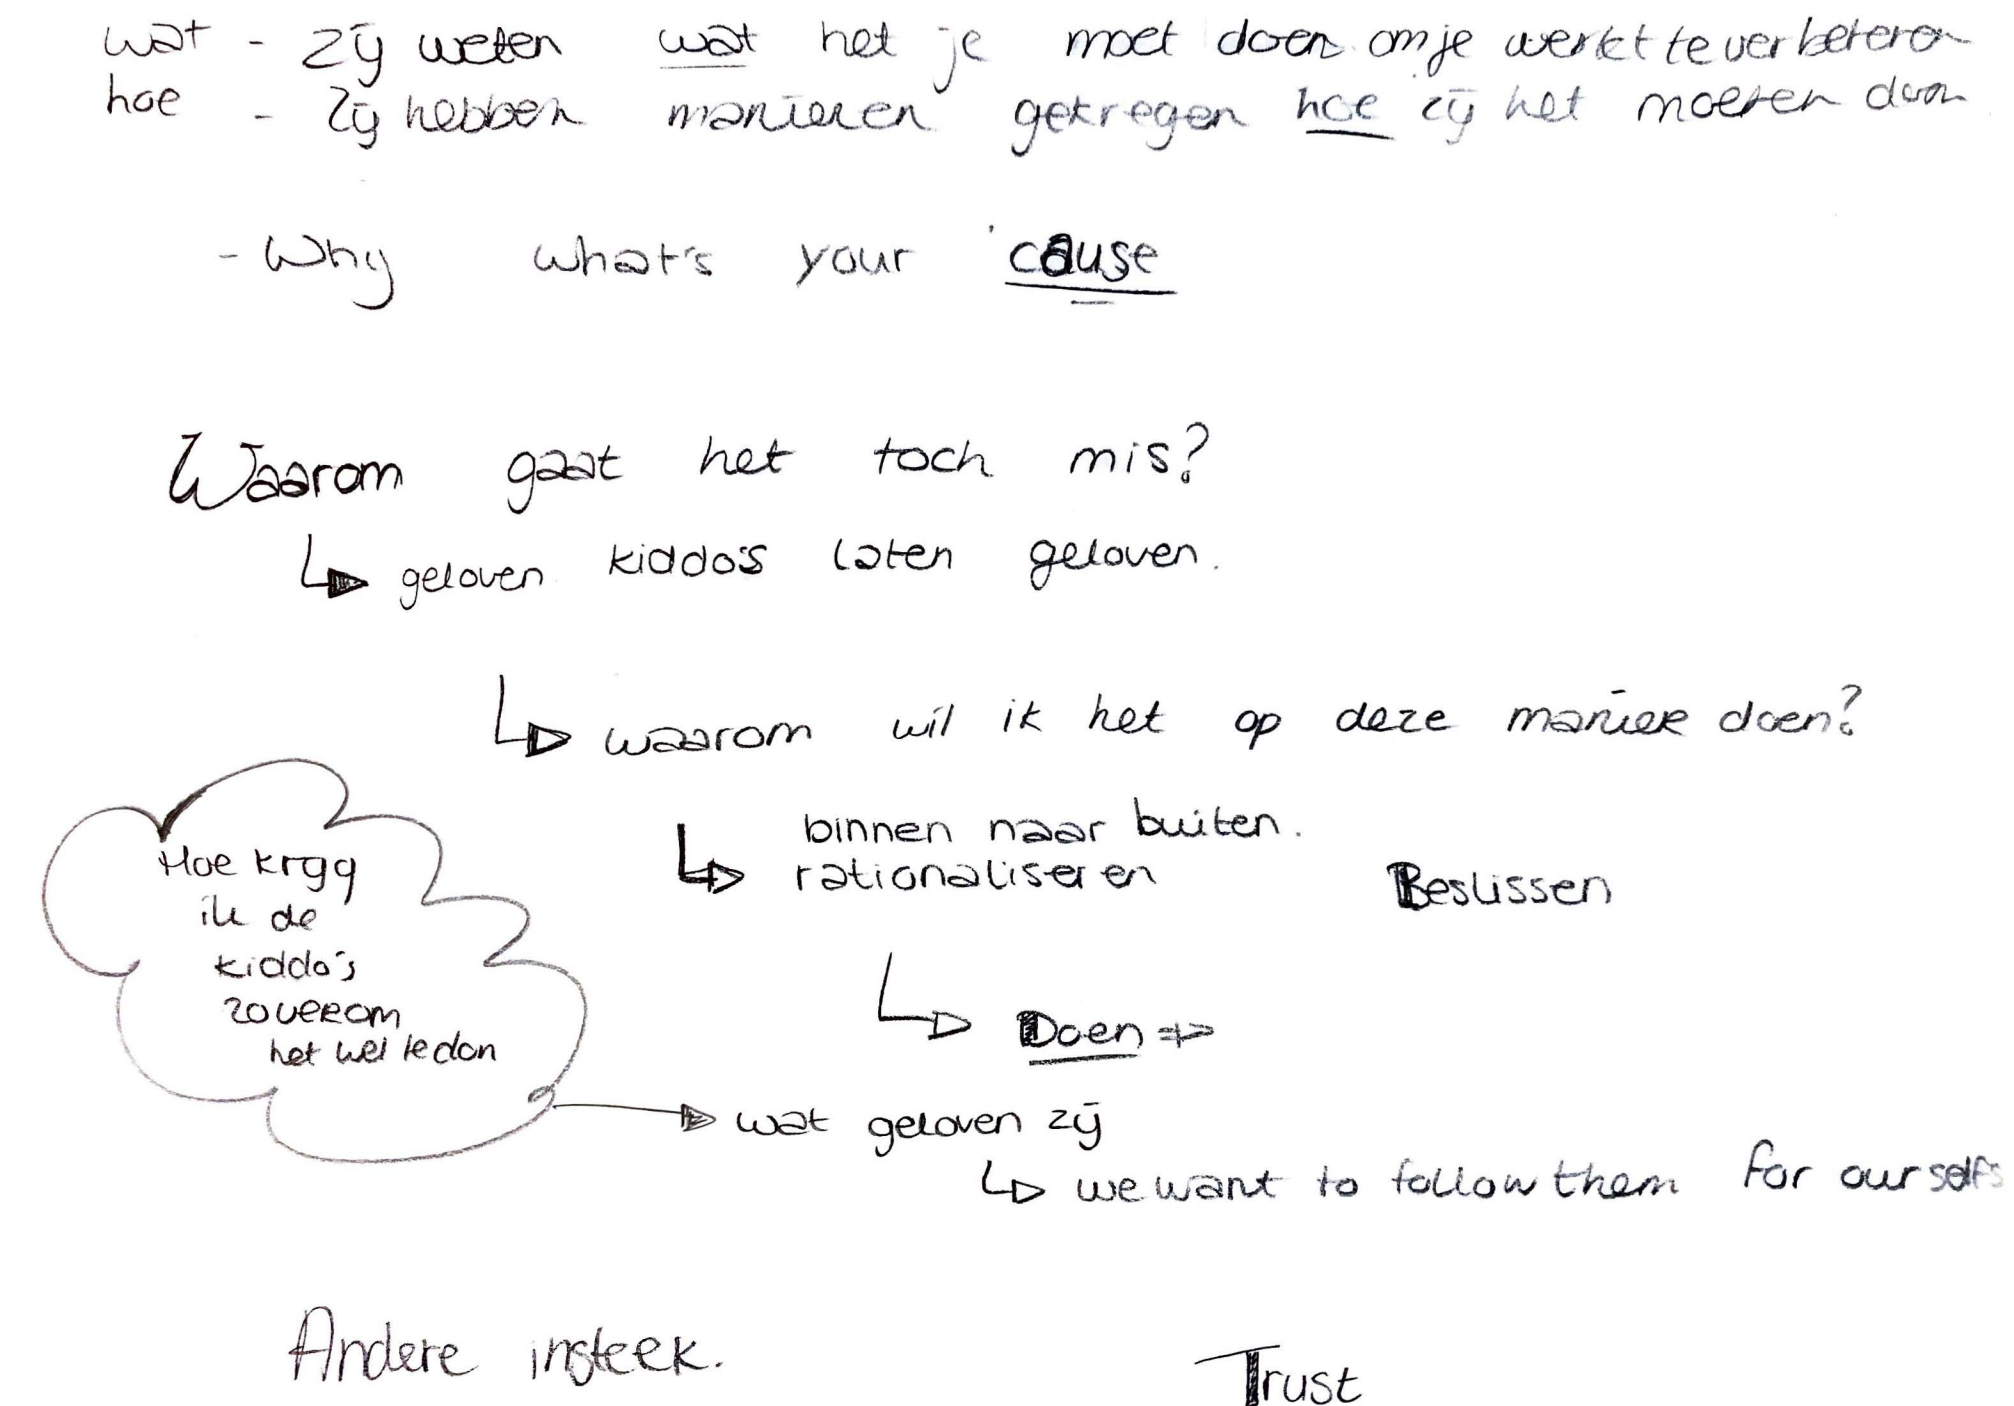 wat - zij weten wat het je moet doen om je werkt te verbeteren
hoe - zij hebben manieren gekregen hoe zij het moeten doen
- Why what's your 'cause
Waarom gaat het toch mis?
geloven kiddo's laten geloven.
waarom wil ik het op deze manier doen?
binnen naar buiten.
rationaliseren Beslissen
Hoe krijg
ik de
kiddo's
zover om
het wel te doen
Doen =>
wat geloven zij
we want to follow them for our selfs
Andere insteek.
Trust